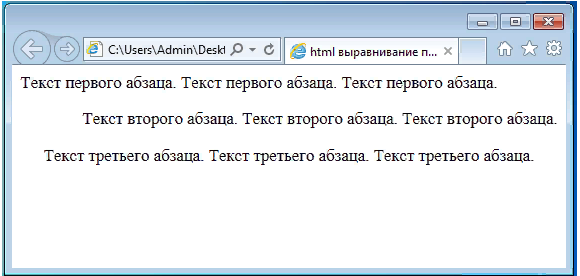 C:\Users\Admin\Deskt
html выравнивание п...
Текст первого абзаца. Текст первого абзаца. Текст первого абзаца.
Текст второго абзаца. Текст второго абзаца. Текст второго абзаца.
Текст третьего абзаца. Текст третьего абзаца. Текст третьего абзаца.